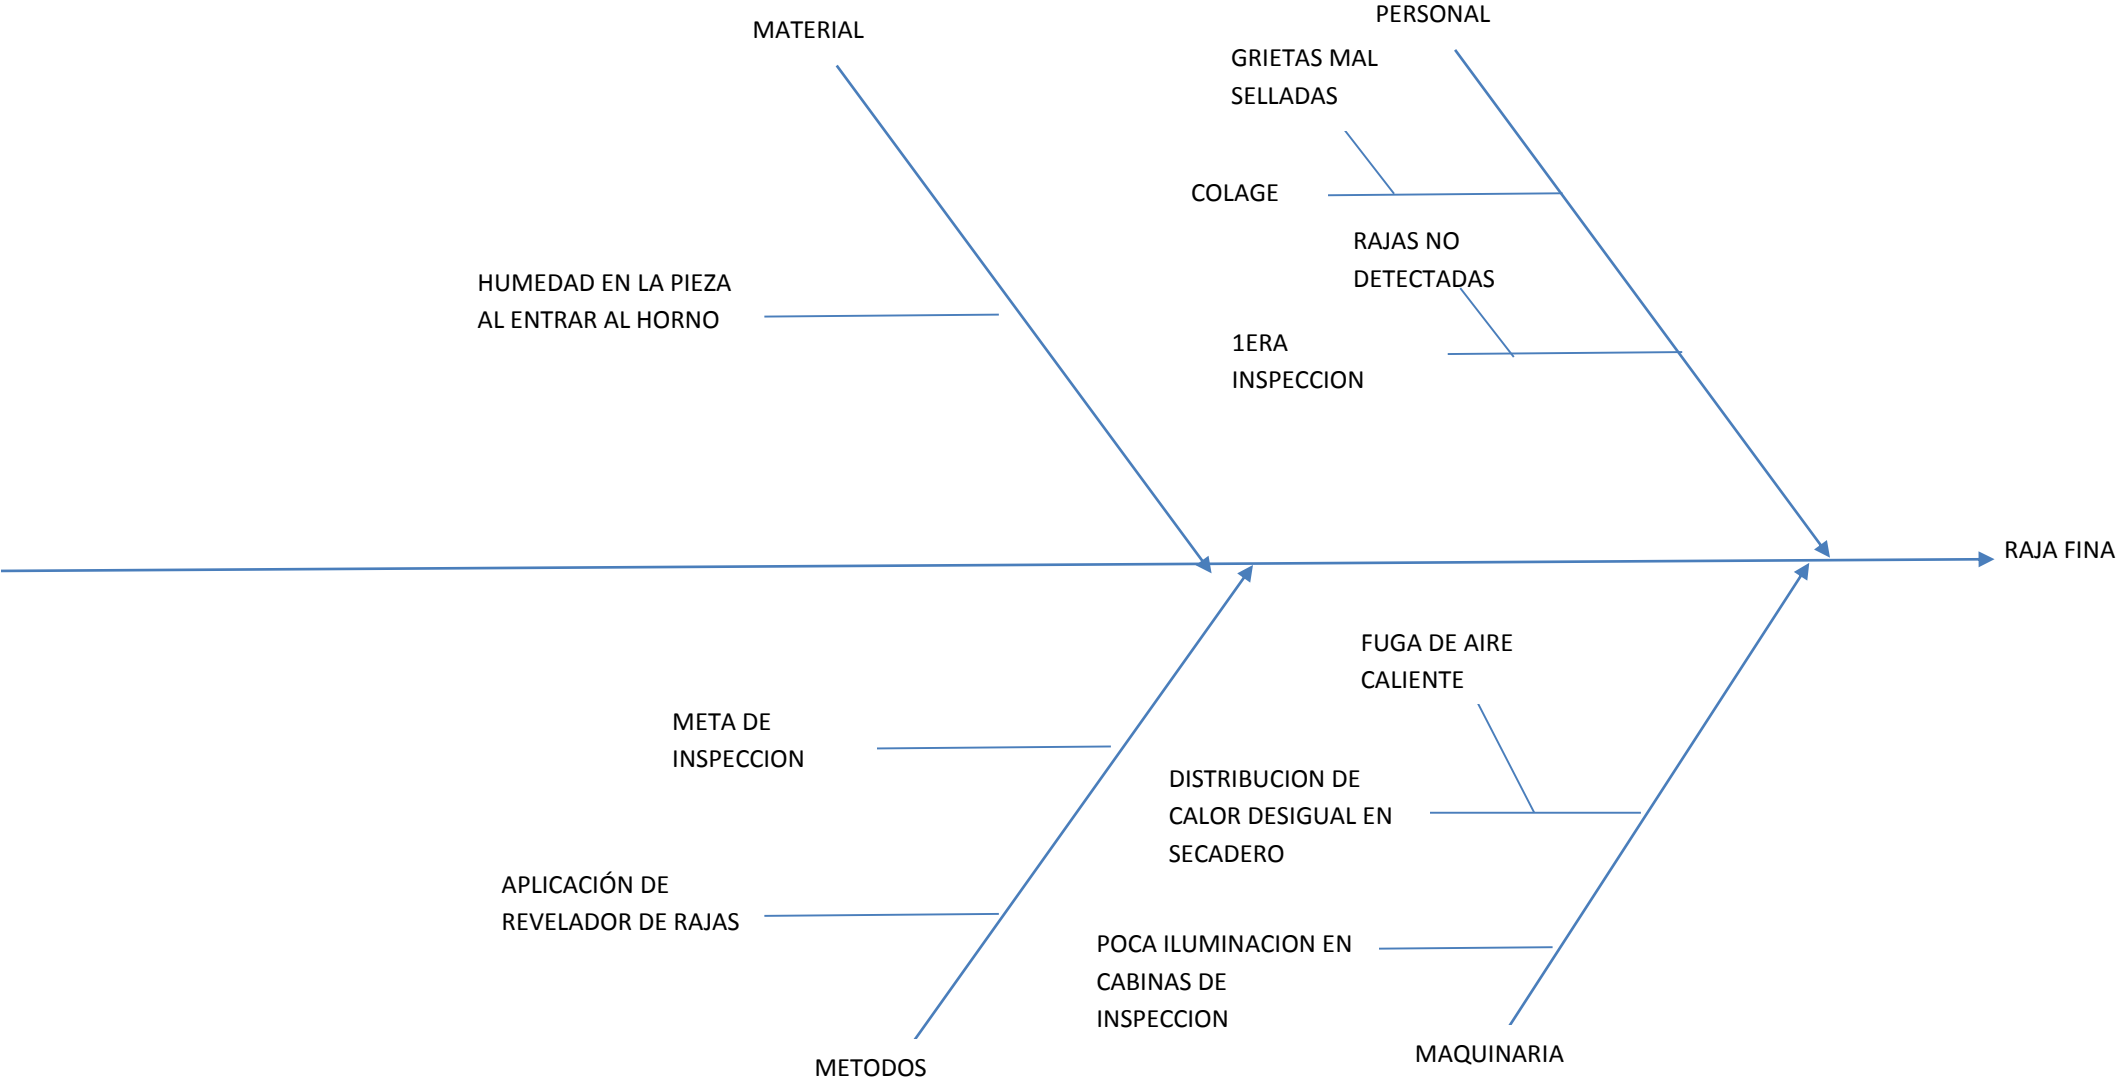 PERSONAL
MATERIAL
GRIETAS MAL
SELLADAS
COLAGE
RAJAS NO
DETECTADAS
HUMEDAD EN LA PIEZA
AL ENTRAR AL HORNO
1ERA
INSPECCION
RAJA FINA
FUGA DE AIRE
CALIENTE
META DE
INSPECCION
DISTRIBUCION DE
CALOR DESIGUAL EN
SECADERO
APLICACIÓN DE
REVELADOR DE RAJAS
POCA ILUMINACION EN
CABINAS DE
INSPECCION
MAQUINARIA
METODOS